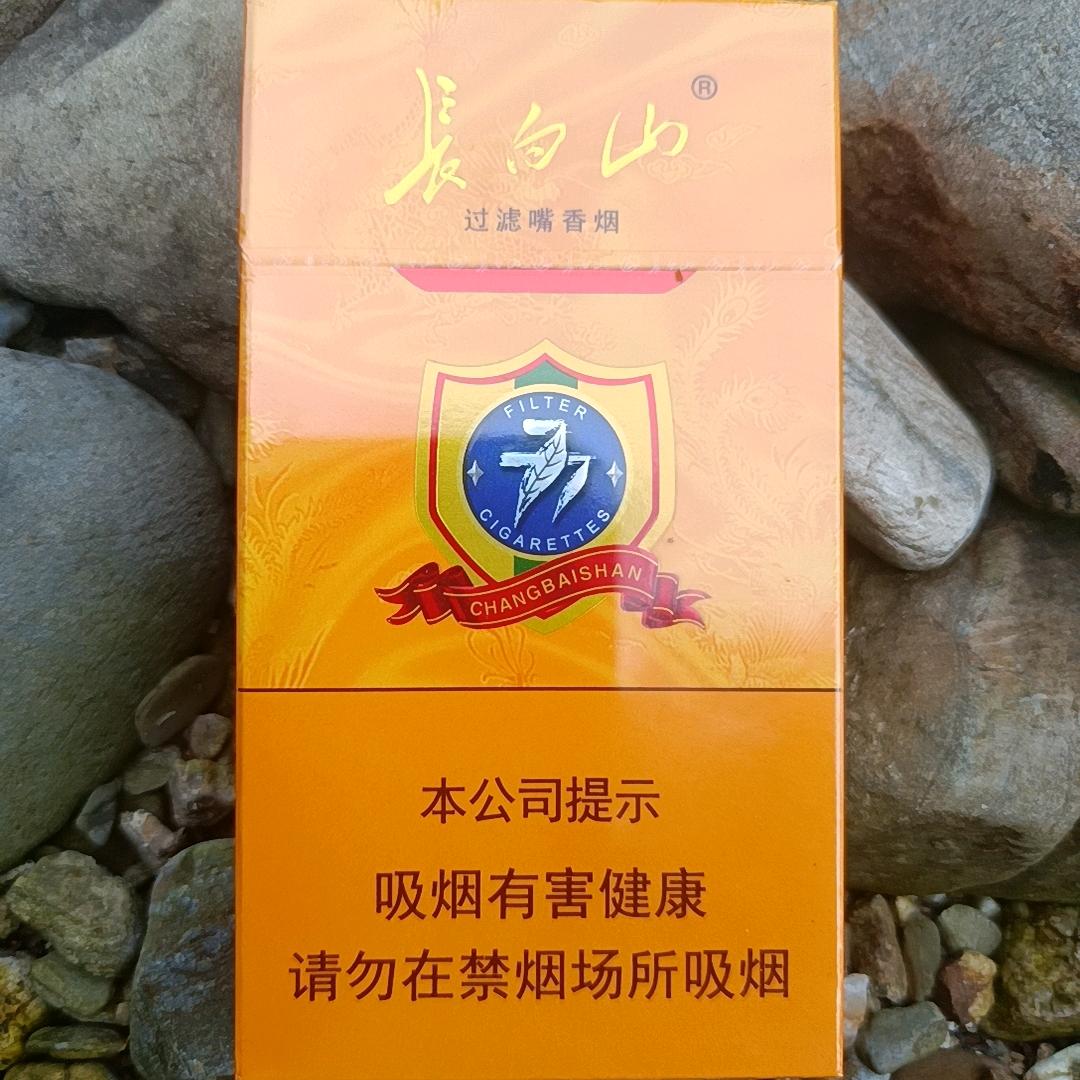 長白山®
过滤嘴香烟
FILTER
CIGARETTES
CHANGBAISHAN
本公司提示
吸烟有害健康
请勿在禁烟场所吸烟